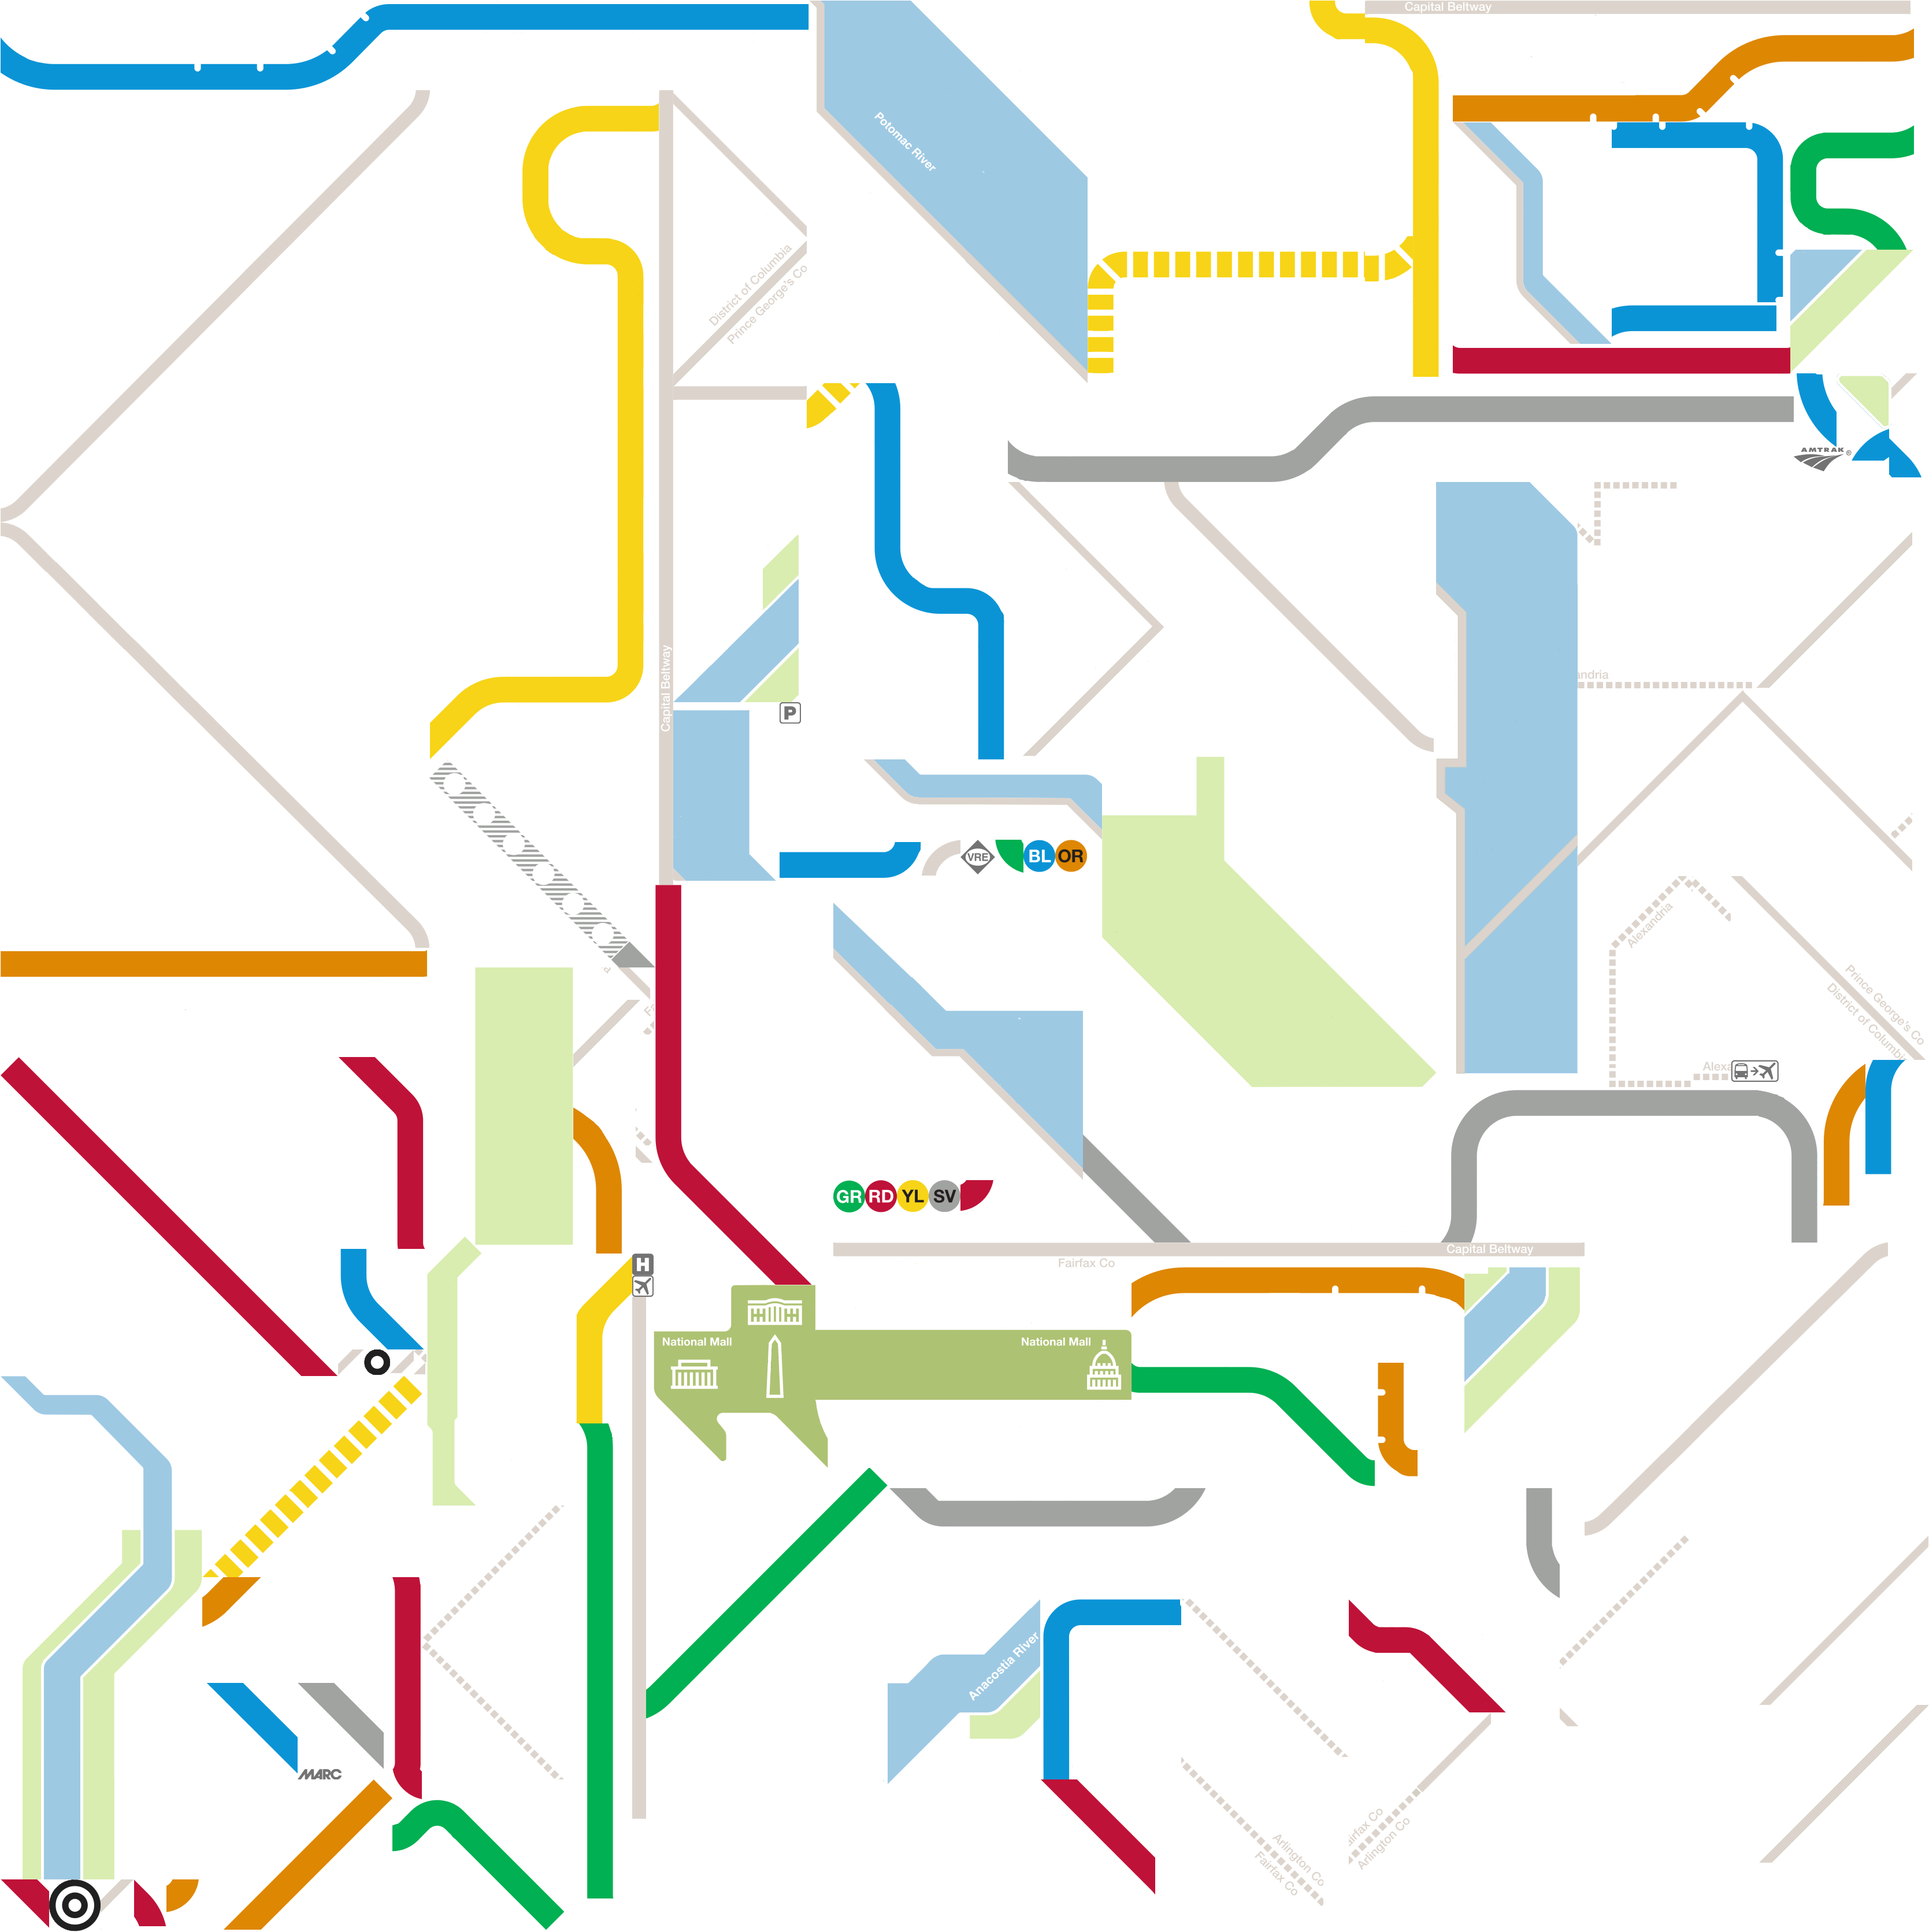 Capital Beltway
Potomac River
District of Columbia
Prince George's Co
AMTRAK
Capital Beltway
andria
P
VRE
BL
OR
Alexandria
Prince George's Co
District of Columbia
Alexa
GR
RD
YL
SV
Capital Beltway
Fairfax Co
H
National Mall
National Mall
Anacostia River
MARC
Arlington Co
Fairfax Co
airfax Co
Arlington Co